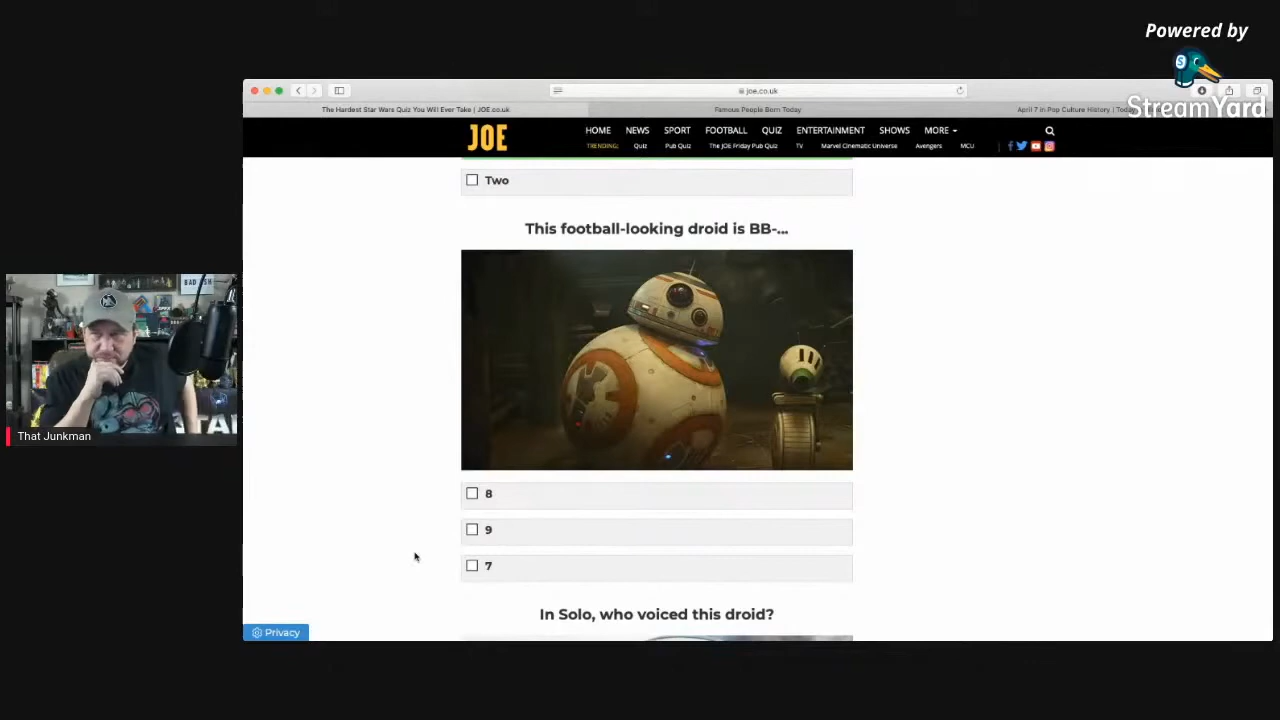 Powered by
StreamYard
joe.co.uk
The Hardest Star Wars Quiz You Will Ever Take | JOE.co.uk
Famous People Born Today
April 7 in Pop Culture History |
JOE
HOME NEWS SPORT FOOTBALL QUIZ ENTERTAINMENT SHOWS MORE
TRENDING: Quiz Pub Quiz The JOE Friday Pub Quiz TV Marvel Cinematic Universe Avengers MCU
Two
This football-looking droid is BB-...
8
9
7
In Solo, who voiced this droid?
Privacy
That Junkman